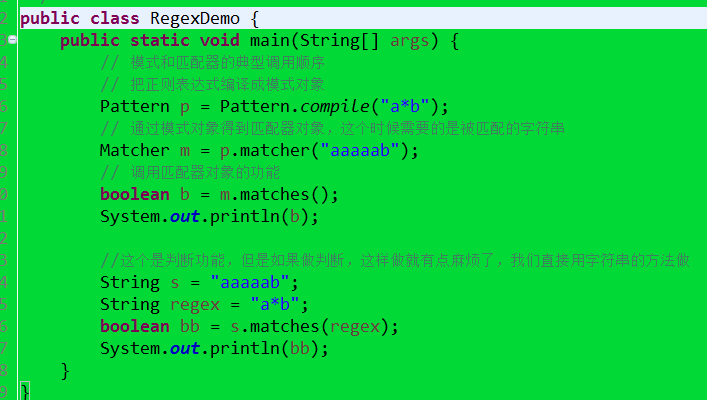 2 public class RegexDemo {
3 public static void main(String[] args) {
4 // 模式和匹配器的典型调用顺序
5 // 把正则表达式编译成模式对象
6 Pattern p = Pattern.compile("a*b");
7 // 通过模式对象得到匹配器对象，这个时候需要的是被匹配的字符串
8 Matcher m = p.matcher("aaaaab");
9 // 调用匹配器对象的功能
0 boolean b = m.matches();
1 System.out.println(b);
2
3 //这个是判断功能，但是如果做判断，这样做就有点麻烦了，我们直接用字符串的方法做
4 String s = "aaaaab";
5 String regex = "a*b";
6 boolean bb = s.matches(regex);
7 System.out.println(bb);
8 }
9 }